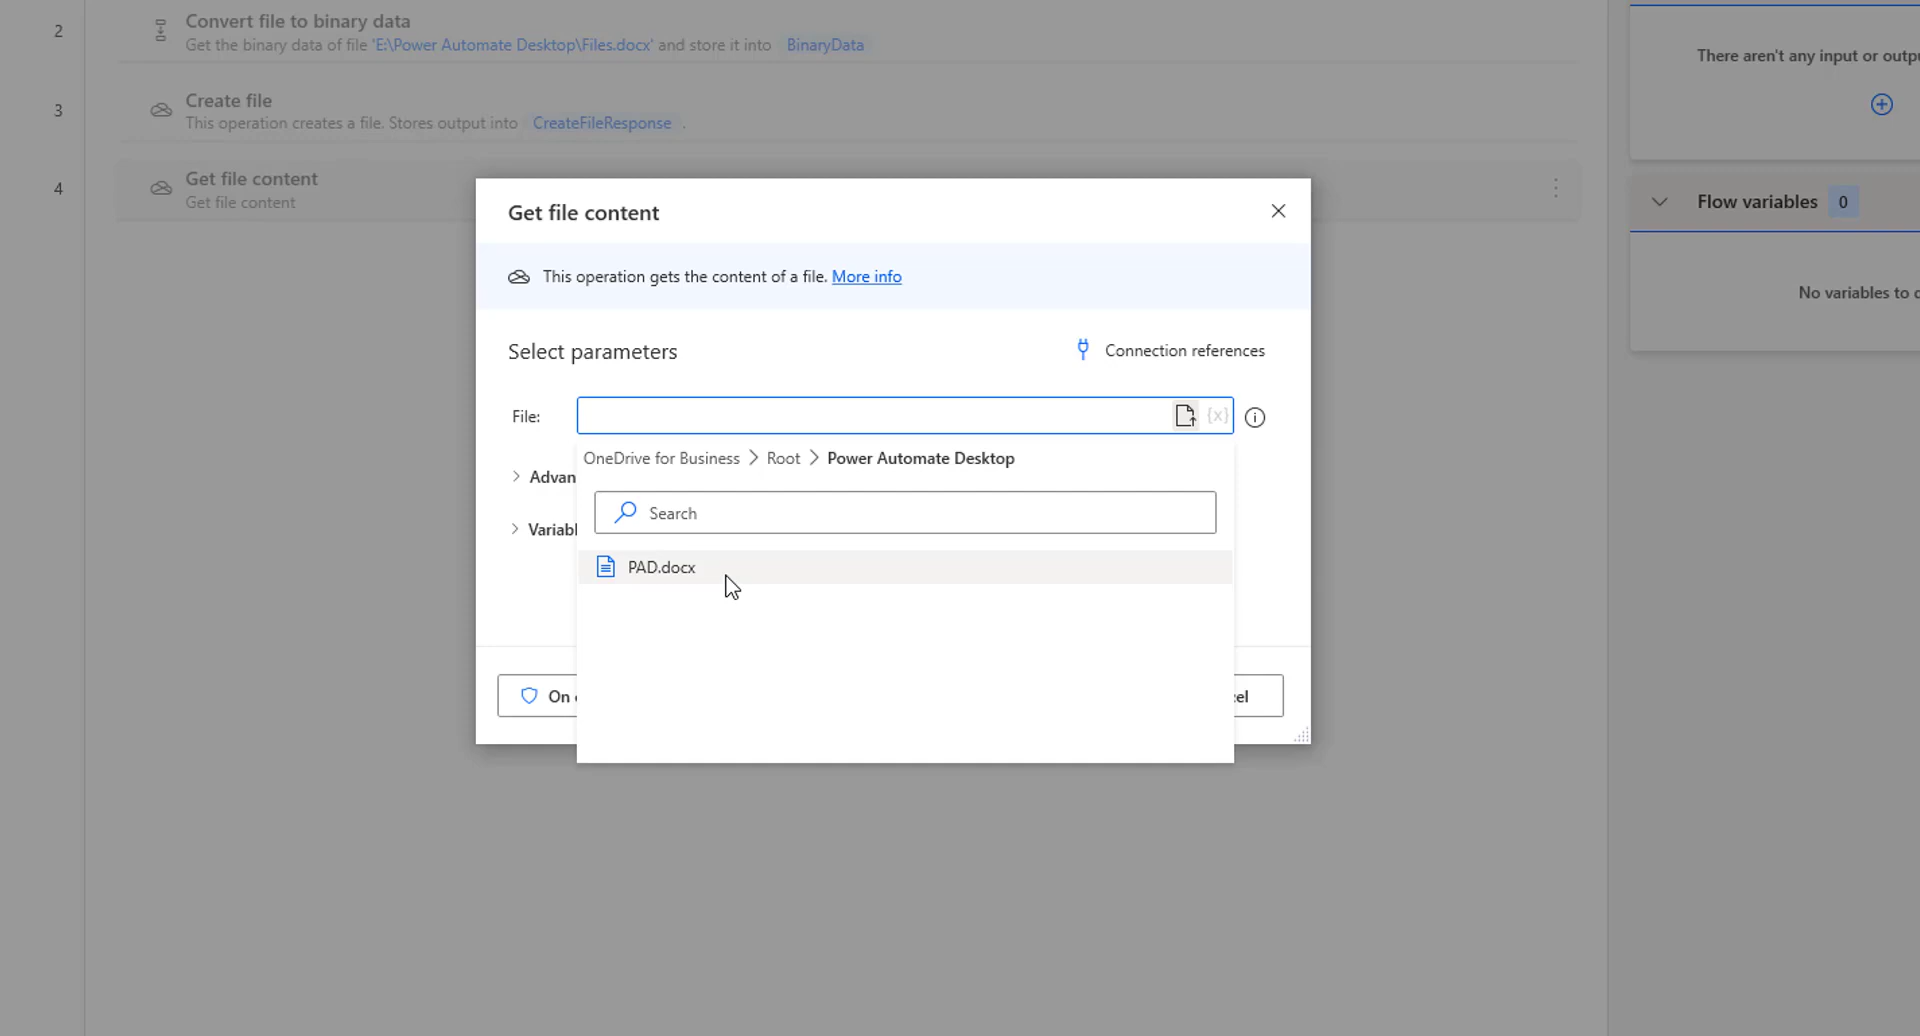 2
Convert file to binary data
Get the binary data of file 'E:\Power Automate Desktop\Files.docx' and store it into BinaryData
3
Create file
This operation creates a file. Stores output into CreateFileResponse .
4
Get file content
Get file content
There aren't any input or outpu
Flow variables 0
No variables to
Get file content
This operation gets the content of a file. More info
Select parameters
Connection references
File:
{x}
OneDrive for Business > Root > Power Automate Desktop
Advan
Search
Variabl
PAD.docx
On
cel